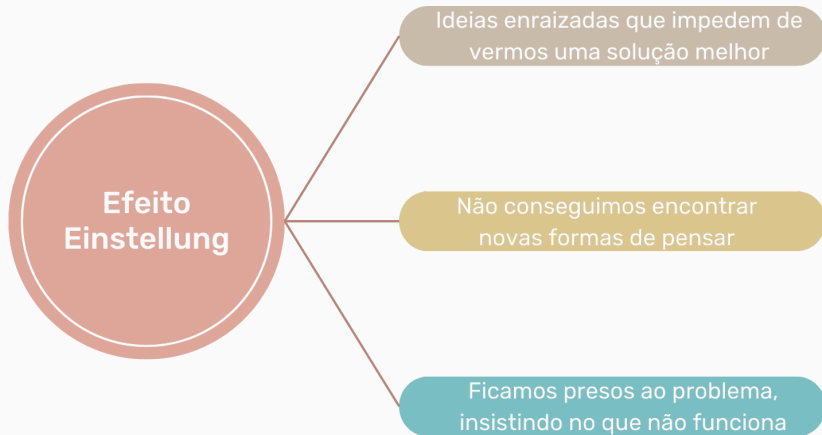 Efeito
Einstellung
Ideias enraizadas que impedem de
vermos uma solução melhor
Não conseguimos encontrar
novas formas de pensar
Ficamos presos ao problema,
insistindo no que não funciona